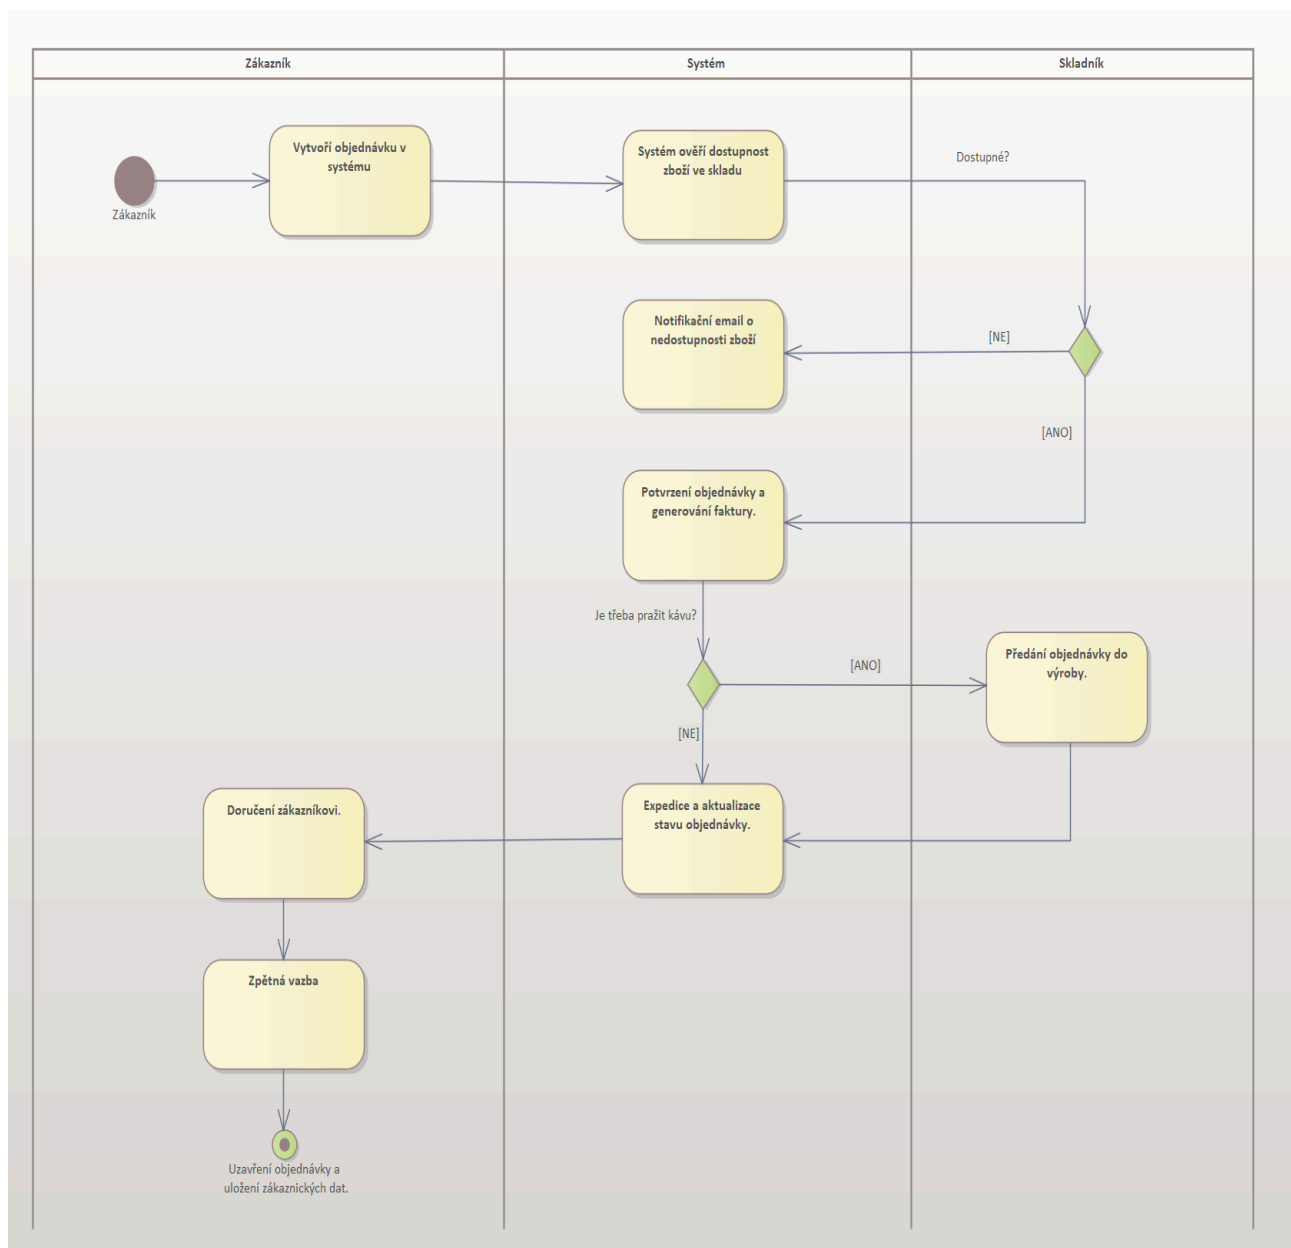 Zákazník
Systém
Skladník
Vytvoří objednávku v
systému
Systém ověří dostupnost
zboží ve skladu
Dostupné?
Zákazník
Notifikační email o
nedostupnosti zboží
[NE]
[ANO]
Potvrzení objednávky a
generování faktury.
Je třeba pražit kávu?
[ANO]
Předání objednávky do
výroby.
[NE]
Doručení zákazníkovi.
Expedice a aktualizace
stavu objednávky.
Zpětná vazba
Uzavření objednávky a
uložení zákaznických dat.